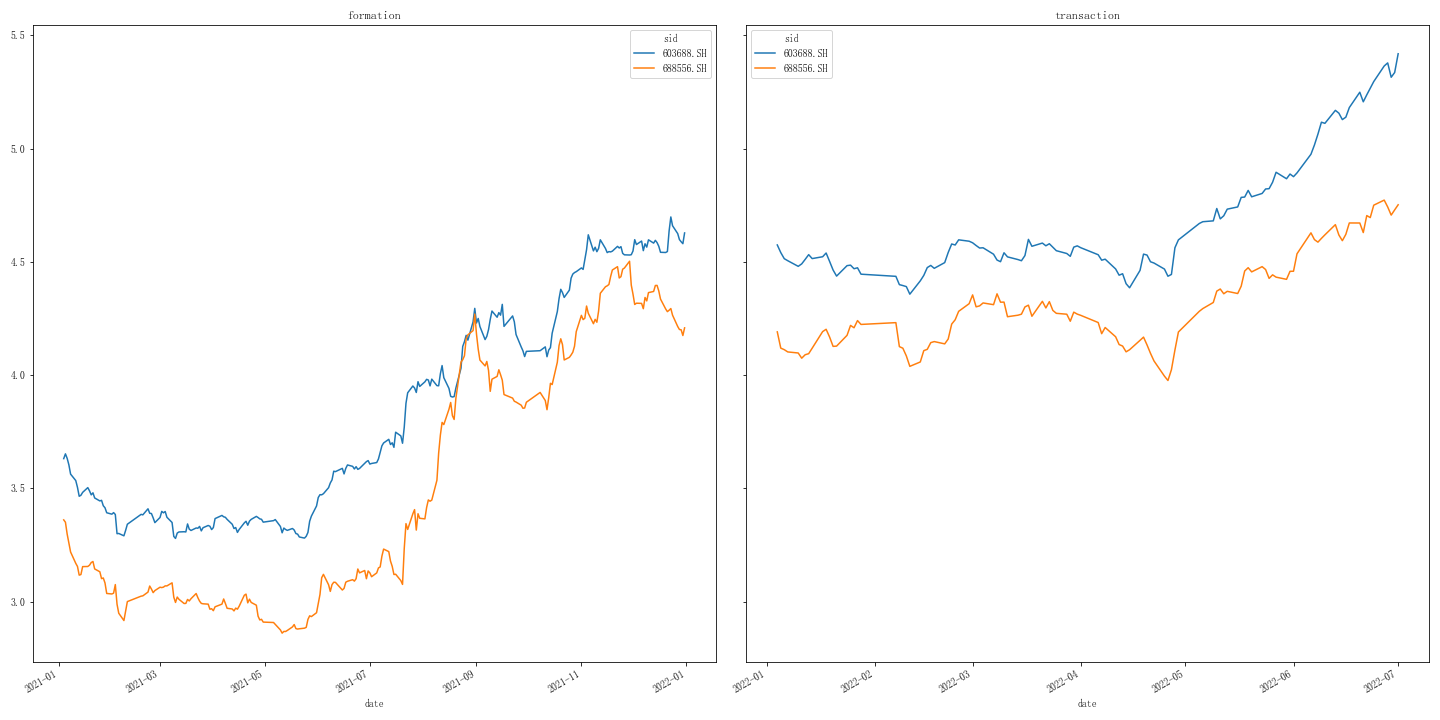 formation
5.5
5.0
4.5
4.0
3.5
3.0
sid
603688.SH
688556.SH
2021-01
2021-03
2021-05
2021-07
2021-09
2021-11
2022-01
date
transaction
sid
603688.SH
688556.SH
2022-01
2022-02
2022-03
2022-04
2022-05
2022-06
2022-07
date